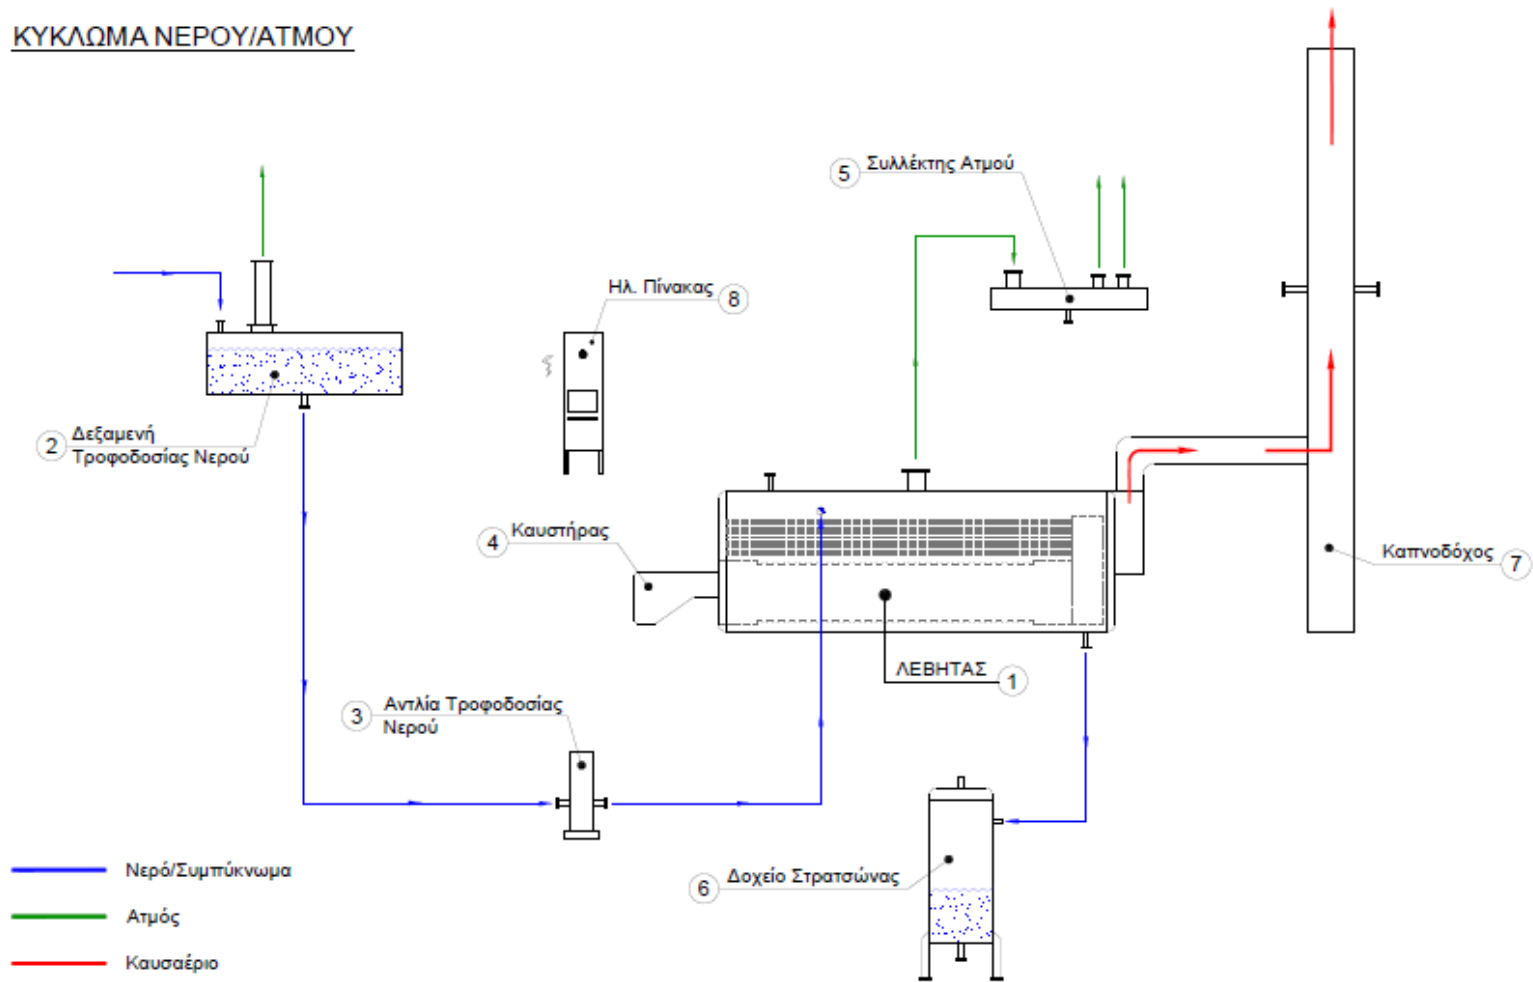 ΚΥΚΛΩΜΑ ΝΕΡΟΥ/ΑΤΜΟΥ
5 Συλλέκτης Ατμού
Ηλ. Πίνακας 8
2 Δεξαμενή
Τροφοδοσίας Νερού
4 Καυστήρας
Καπνοδόχος 7
ΛΕΒΗΤΑΣ 1
3 Αντλία Τροφοδοσίας
Νερού
6 Δοχείο Στρατσώνας
Νερό/Συμπύκνωμα
Ατμός
Καυσαέριο